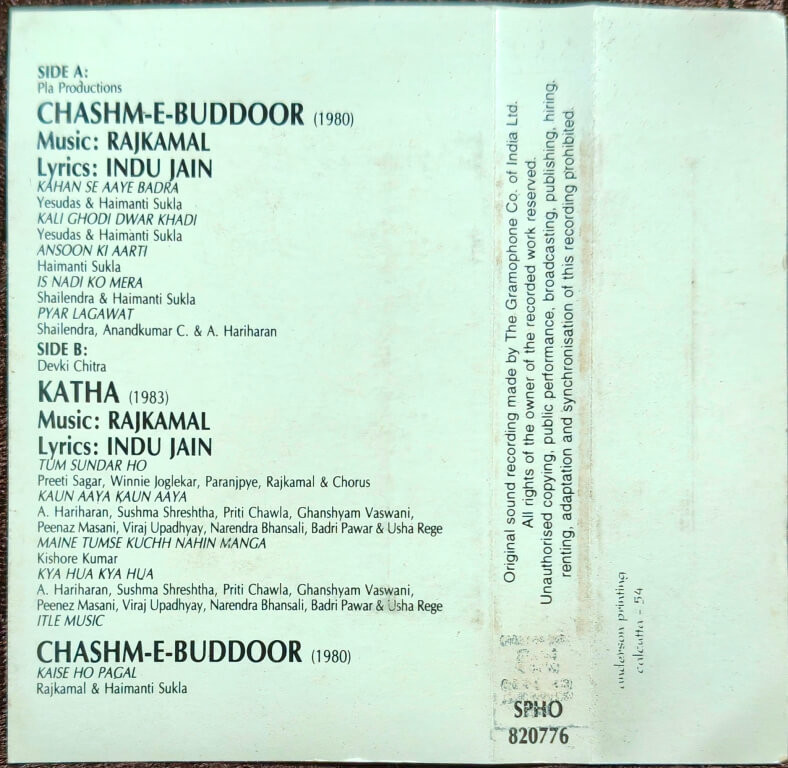 SIDE A:
Pla Productions
CHASHM-E-BUDDOOR (1980)
Music: RAJKAMAL
Lyrics: INDU JAIN
KAHAN SE AAYE BADRA
Yesudas & Haimanti Sukla
KALI GHODI DWAR KHADI
Yesudas & Haimanti Sukla
ANSOON KI AARTI
Haimanti Sukla
IS NADI KO MERA
Shailendra & Haimanti Sukla
PYAR LAGAWAT
Shailendra, Anandkumar C. & A. Hariharan
SIDE B:
Devki Chitra
KATHA (1983)
Music: RAJKAMAL
Lyrics: INDU JAIN
TUM SUNDAR HO
Preeti Sagar, Winnie Joglekar, Paranjpye, Rajkamal & Chorus
KAUN AAYA KAUN AAYA
A. Hariharan, Sushma Shreshtha, Priti Chawla, Ghanshyam Vaswani,
Peenaz Masani, Viraj Upadhyay, Narendra Bhansali, Badri Pawar & Usha Rege
MAINE TUMSE KUCHH NAHIN MANGA
Kishore Kumar
KYA HUA KYA HUA
A. Hariharan, Sushma Shreshtha, Priti Chawla, Ghanshyam Vaswani,
Peenaz Masani, Viraj Upadhyay, Narendra Bhansali, Badri Pawar & Usha Rege
ITLE MUSIC
CHASHM-E-BUDDOOR (1980)
KAISE HO PAGAL
Rajkamal & Haimanti Sukla
Original sound recording made by The Gramophone Co. of India Ltd.
All rights of the owner of the recorded work reserved.
Unauthorised copying, public performance, broadcasting, publishing, hiring,
renting, adaptation and synchronisation of this recording prohibited.
SPHO
820776
anderson printing
calcutta - 54